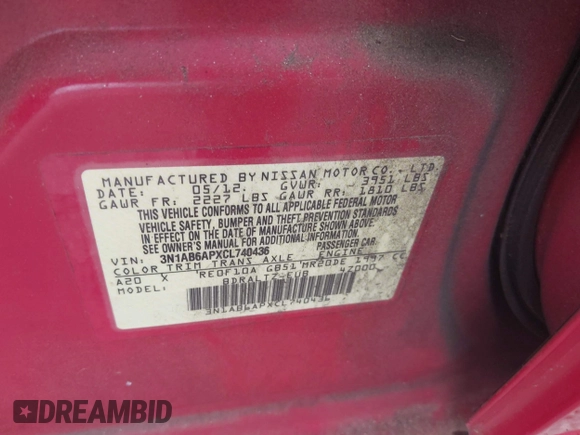 MANUFACTURED BY NISSAN MOTOR CO., LTD.
DATE: 05/12 GVWR: 3951 LBS
GAWR FR: 2227 LBS GAWR RR: 1810 LBS
THIS VEHICLE CONFORMS TO ALL APPLICABLE FEDERAL MOTOR
VEHICLE SAFETY, BUMPER AND THEFT PREVENTION STANDARDS
IN EFFECT ON THE DATE OF MANUFACTURE SHOWN ABOVE.
SEE OWNER'S MANUAL FOR ADDITIONAL INFORMATION.
VIN: 3N1AB6APXCL740436 PASSENGER CAR
COLOR TRIM TRANS AXLE ENGINE
A20 X RE0F10A GB51 MR20DE 1997 CC
MODEL: BDRALTZ-EUB 47000
3N1AB6APXCL740436
DREAMBID